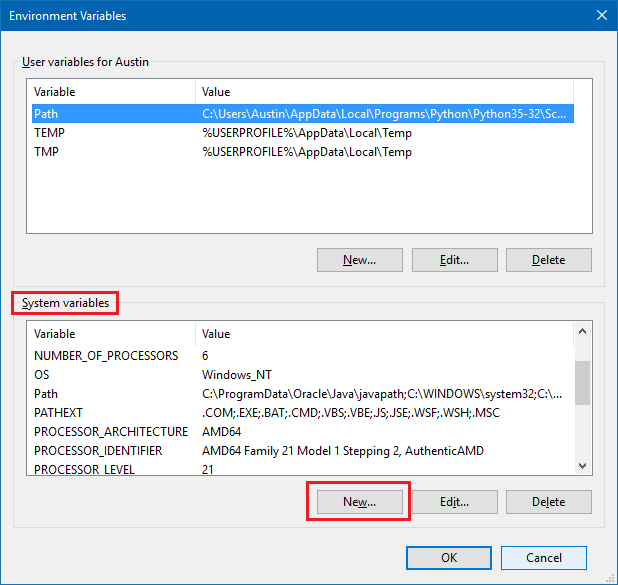 Environment Variables
User variables for Austin
Variable Value
Path C:\Users\Austin\AppData\Local\Programs\Python\Python35-32\Sc...
TEMP %USERPROFILE%\AppData\Local\Temp
TMP %USERPROFILE%\AppData\Local\Temp
New... Edit... Delete
System variables
Variable Value
NUMBER_OF_PROCESSORS 6
OS Windows_NT
Path C:\ProgramData\Oracle\Java\javapath;C:\WINDOWS\system32;C:\...
PATHEXT .COM;.EXE;.BAT;.CMD;.VBS;.VBE;.JS;.JSE;.WSF;.WSH;.MSC
PROCESSOR_ARCHITECTURE AMD64
PROCESSOR_IDENTIFIER AMD64 Family 21 Model 1 Stepping 2, AuthenticAMD
PROCESSOR_LEVEL 21
New... Edit... Delete
OK Cancel